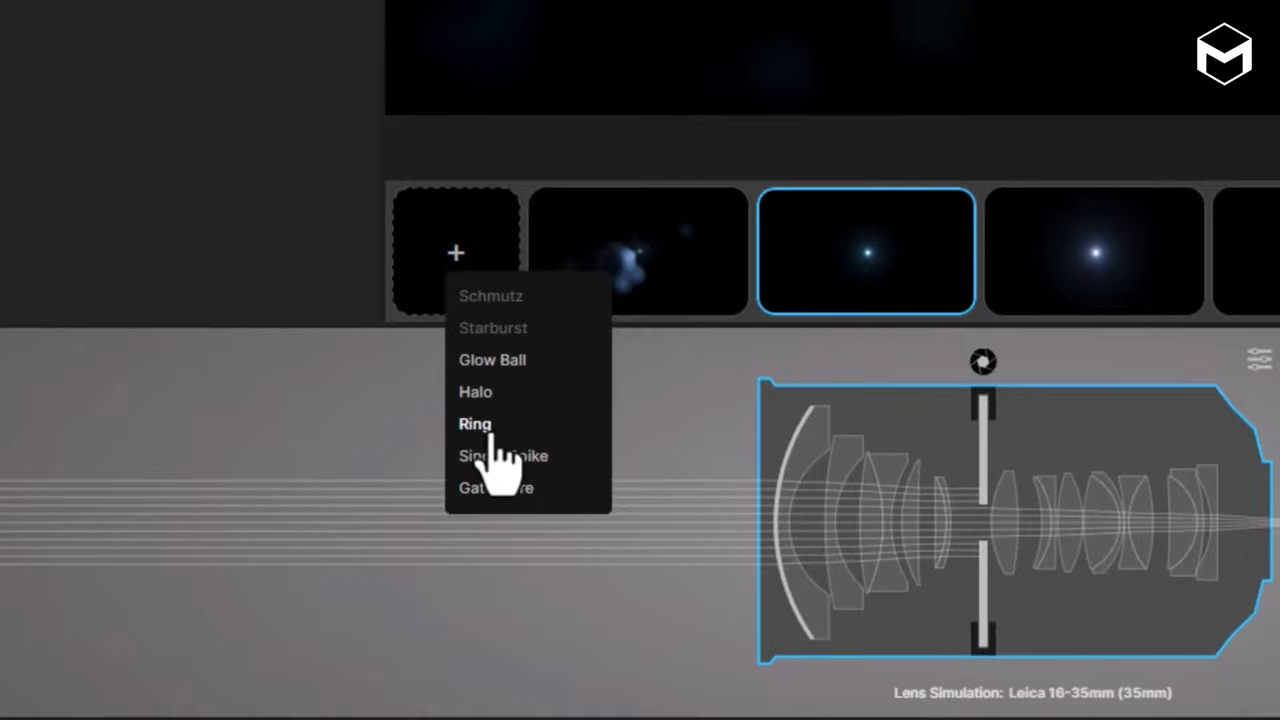 Schmutz
Starburst
Glow Ball
Halo
Ring
Lens Simulation: Leica 16-35mm (35mm)